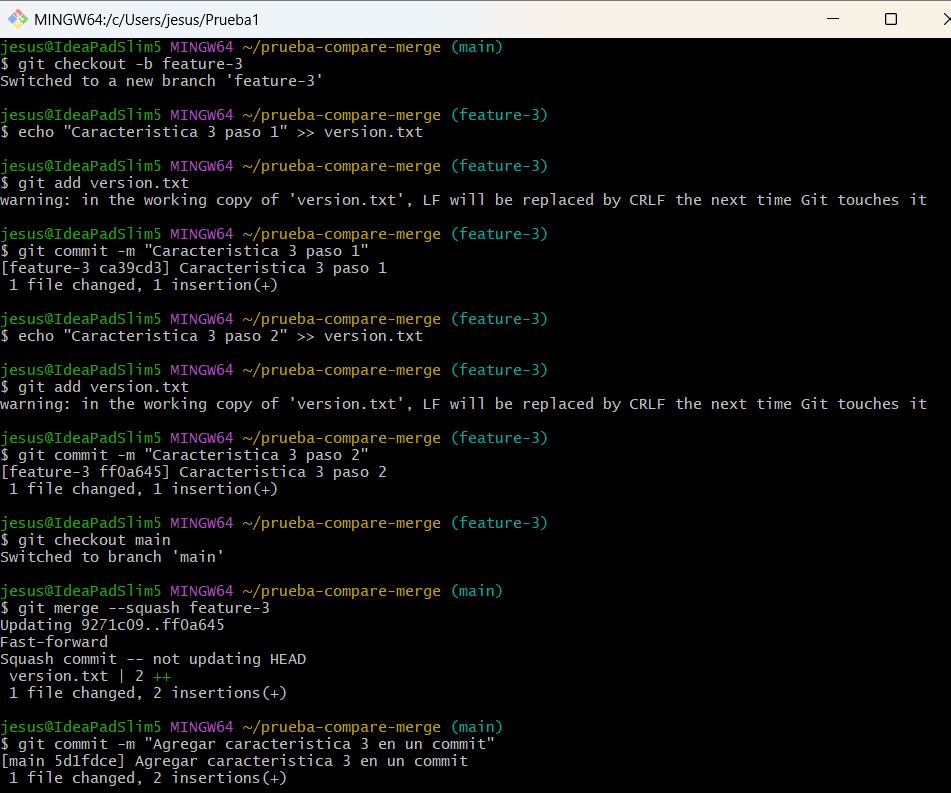 MINGW64:/c/Users/jesus/Prueba1
jesus@IdeaPadSlim5 MINGW64 ~/prueba-compare-merge (main)
$ git checkout -b feature-3
Switched to a new branch 'feature-3'
jesus@IdeaPadSlim5 MINGW64 ~/prueba-compare-merge (feature-3)
$ echo "Caracteristica 3 paso 1" >> version.txt
jesus@IdeaPadSlim5 MINGW64 ~/prueba-compare-merge (feature-3)
$ git add version.txt
warning: in the working copy of 'version.txt', LF will be replaced by CRLF the next time Git touches it
jesus@IdeaPadSlim5 MINGW64 ~/prueba-compare-merge (feature-3)
$ git commit -m "Caracteristica 3 paso 1"
[feature-3 ca39cd3] Caracteristica 3 paso 1
 1 file changed, 1 insertion(+)
jesus@IdeaPadSlim5 MINGW64 ~/prueba-compare-merge (feature-3)
$ echo "Caracteristica 3 paso 2" >> version.txt
jesus@IdeaPadSlim5 MINGW64 ~/prueba-compare-merge (feature-3)
$ git add version.txt
warning: in the working copy of 'version.txt', LF will be replaced by CRLF the next time Git touches it
jesus@IdeaPadSlim5 MINGW64 ~/prueba-compare-merge (feature-3)
$ git commit -m "Caracteristica 3 paso 2"
[feature-3 ff0a645] Caracteristica 3 paso 2
 1 file changed, 1 insertion(+)
jesus@IdeaPadSlim5 MINGW64 ~/prueba-compare-merge (feature-3)
$ git checkout main
Switched to branch 'main'
jesus@IdeaPadSlim5 MINGW64 ~/prueba-compare-merge (main)
$ git merge --squash feature-3
Updating 9271c09..ff0a645
Fast-forward
Squash commit -- not updating HEAD
 version.txt | 2 ++
 1 file changed, 2 insertions(+)
jesus@IdeaPadSlim5 MINGW64 ~/prueba-compare-merge (main)
$ git commit -m "Agregar caracteristica 3 en un commit"
[main 5d1fdce] Agregar caracteristica 3 en un commit
 1 file changed, 2 insertions(+)